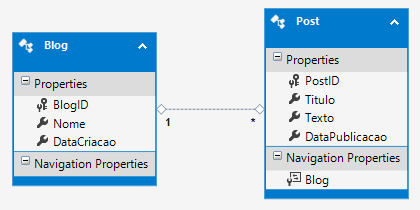 Blog
Properties
BlogID
Nome
DataCriacao
Navigation Properties
1
*
Post
Properties
PostID
Titulo
Texto
DataPublicacao
Navigation Properties
Blog